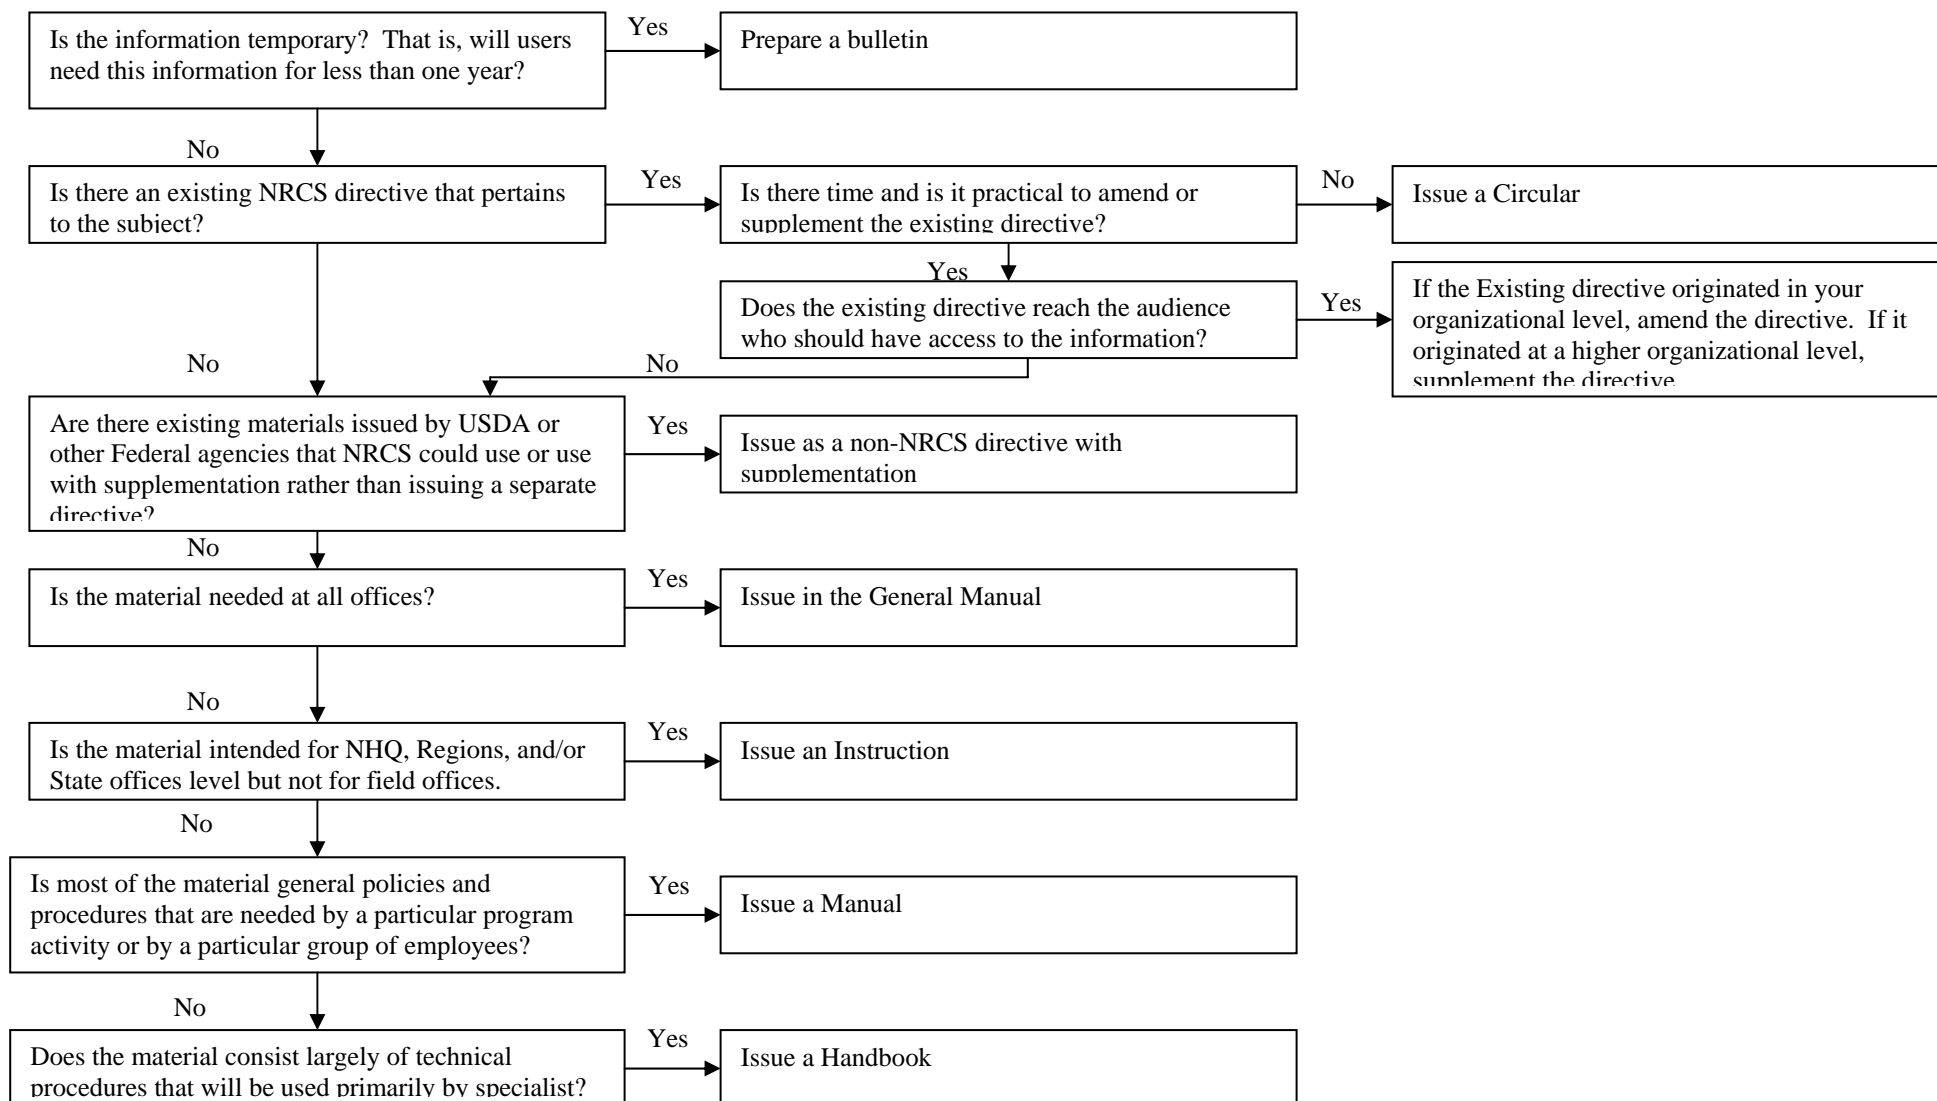 Is the information temporary?  That is, will users
need this information for less than one year?
Yes
Prepare a bulletin
No
Is there an existing NRCS directive that pertains
to the subject?
Yes
Is there time and is it practical to amend or
supplement the existing directive?
No
Issue a Circular
Yes
Does the existing directive reach the audience
who should have access to the information?
Yes
If the Existing directive originated in your
organizational level, amend the directive.  If it
originated at a higher organizational level,
supplement the directive
No
No
Are there existing materials issued by USDA or
other Federal agencies that NRCS could use or use
with supplementation rather than issuing a separate
directive?
Yes
Issue as a non-NRCS directive with
supplementation
No
Is the material needed at all offices?
Yes
Issue in the General Manual
No
Is the material intended for NHQ, Regions, and/or
State offices level but not for field offices.
Yes
Issue an Instruction
No
Is most of the material general policies and
procedures that are needed by a particular program
activity or by a particular group of employees?
Yes
Issue a Manual
No
Does the material consist largely of technical
procedures that will be used primarily by specialist?
Yes
Issue a Handbook